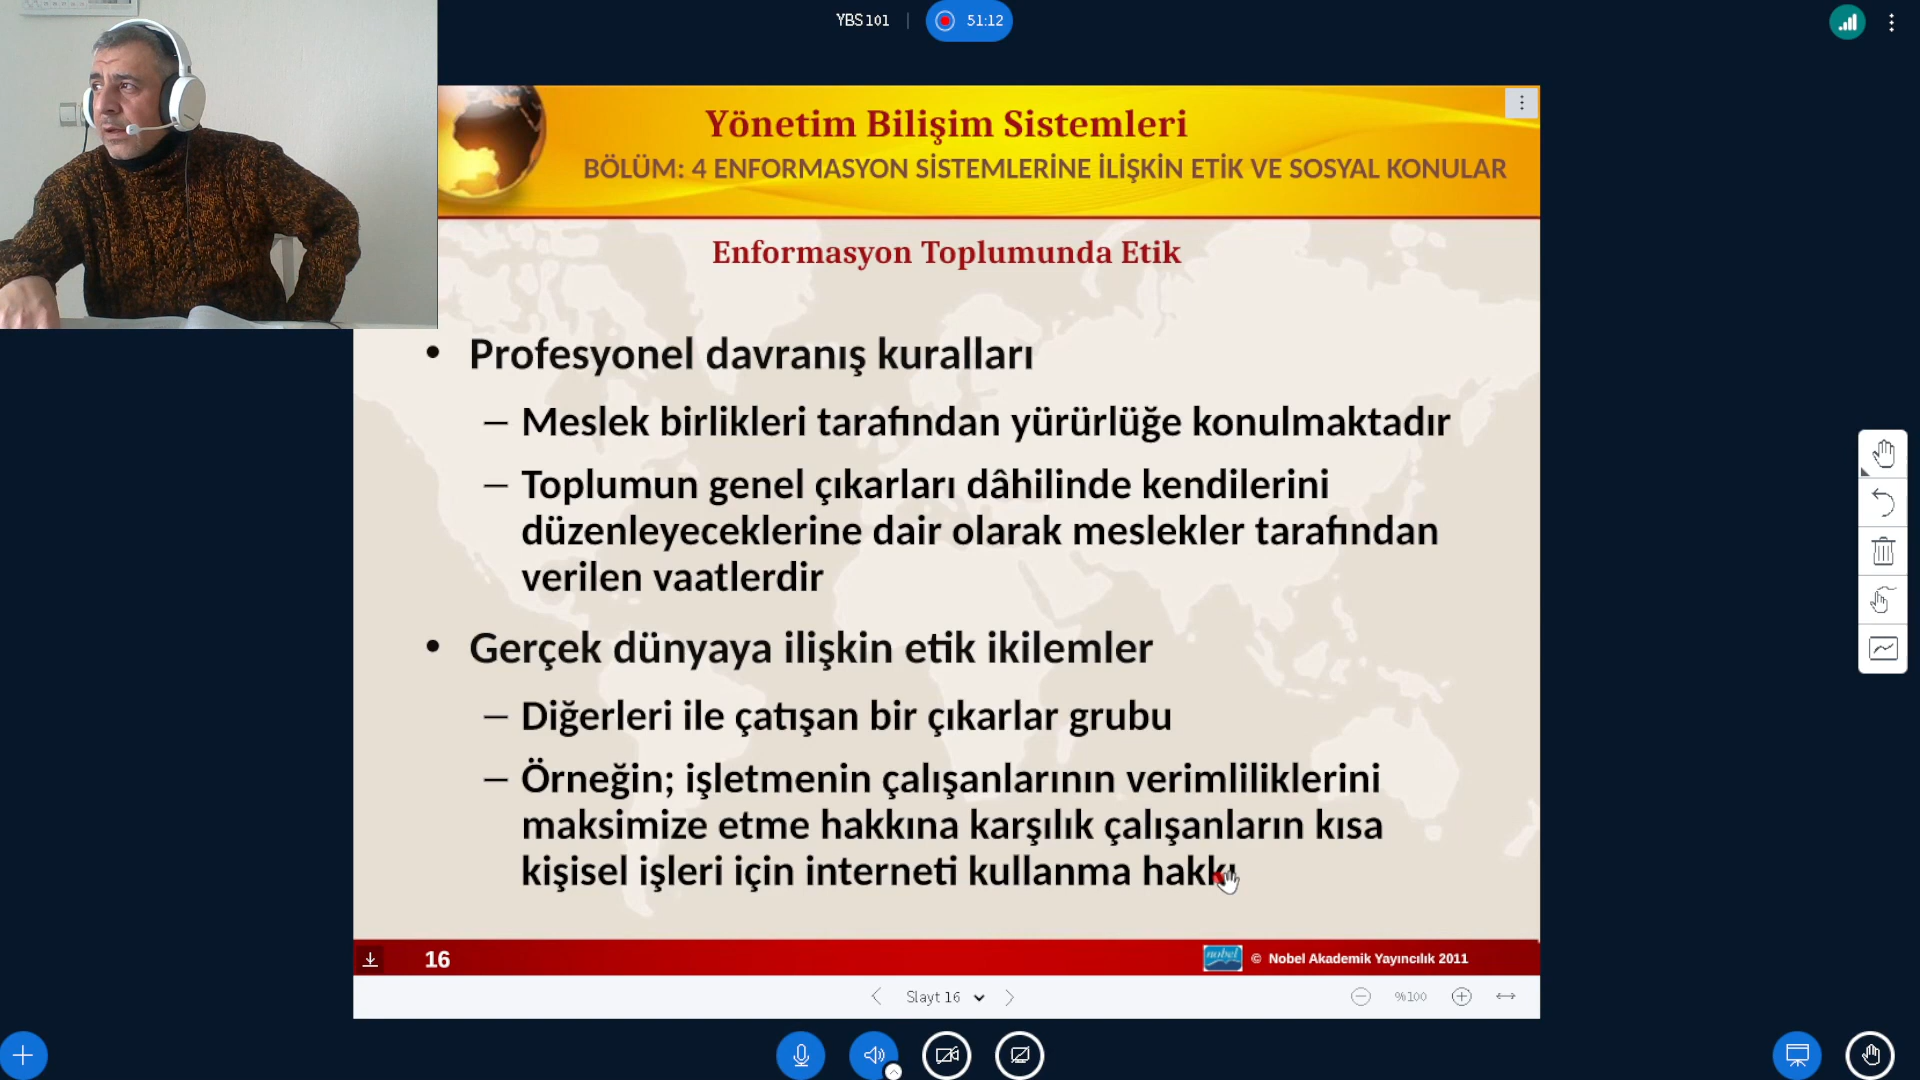 YBS 101
51:12
Yönetim Bilişim Sistemleri
BÖLÜM: 4 ENFORMASYON SİSTEMLERİNE İLİŞKİN ETİK VE SOSYAL KONULAR
Enformasyon Toplumunda Etik
• Profesyonel davranış kuralları
– Meslek birlikleri tarafından yürürlüğe konulmaktadır
– Toplumun genel çıkarları dâhilinde kendilerini
düzenleyeceklerine dair olarak meslekler tarafından
verilen vaatlerdir
• Gerçek dünyaya ilişkin etik ikilemler
– Diğerleri ile çatışan bir çıkarlar grubu
– Örneğin; işletmenin çalışanlarının verimliliklerini
maksimize etme hakkına karşılık çalışanların kısa
kişisel işleri için interneti kullanma hakkı
16
nobel
© Nobel Akademik Yayıncılık 2011
Slayt 16
%100